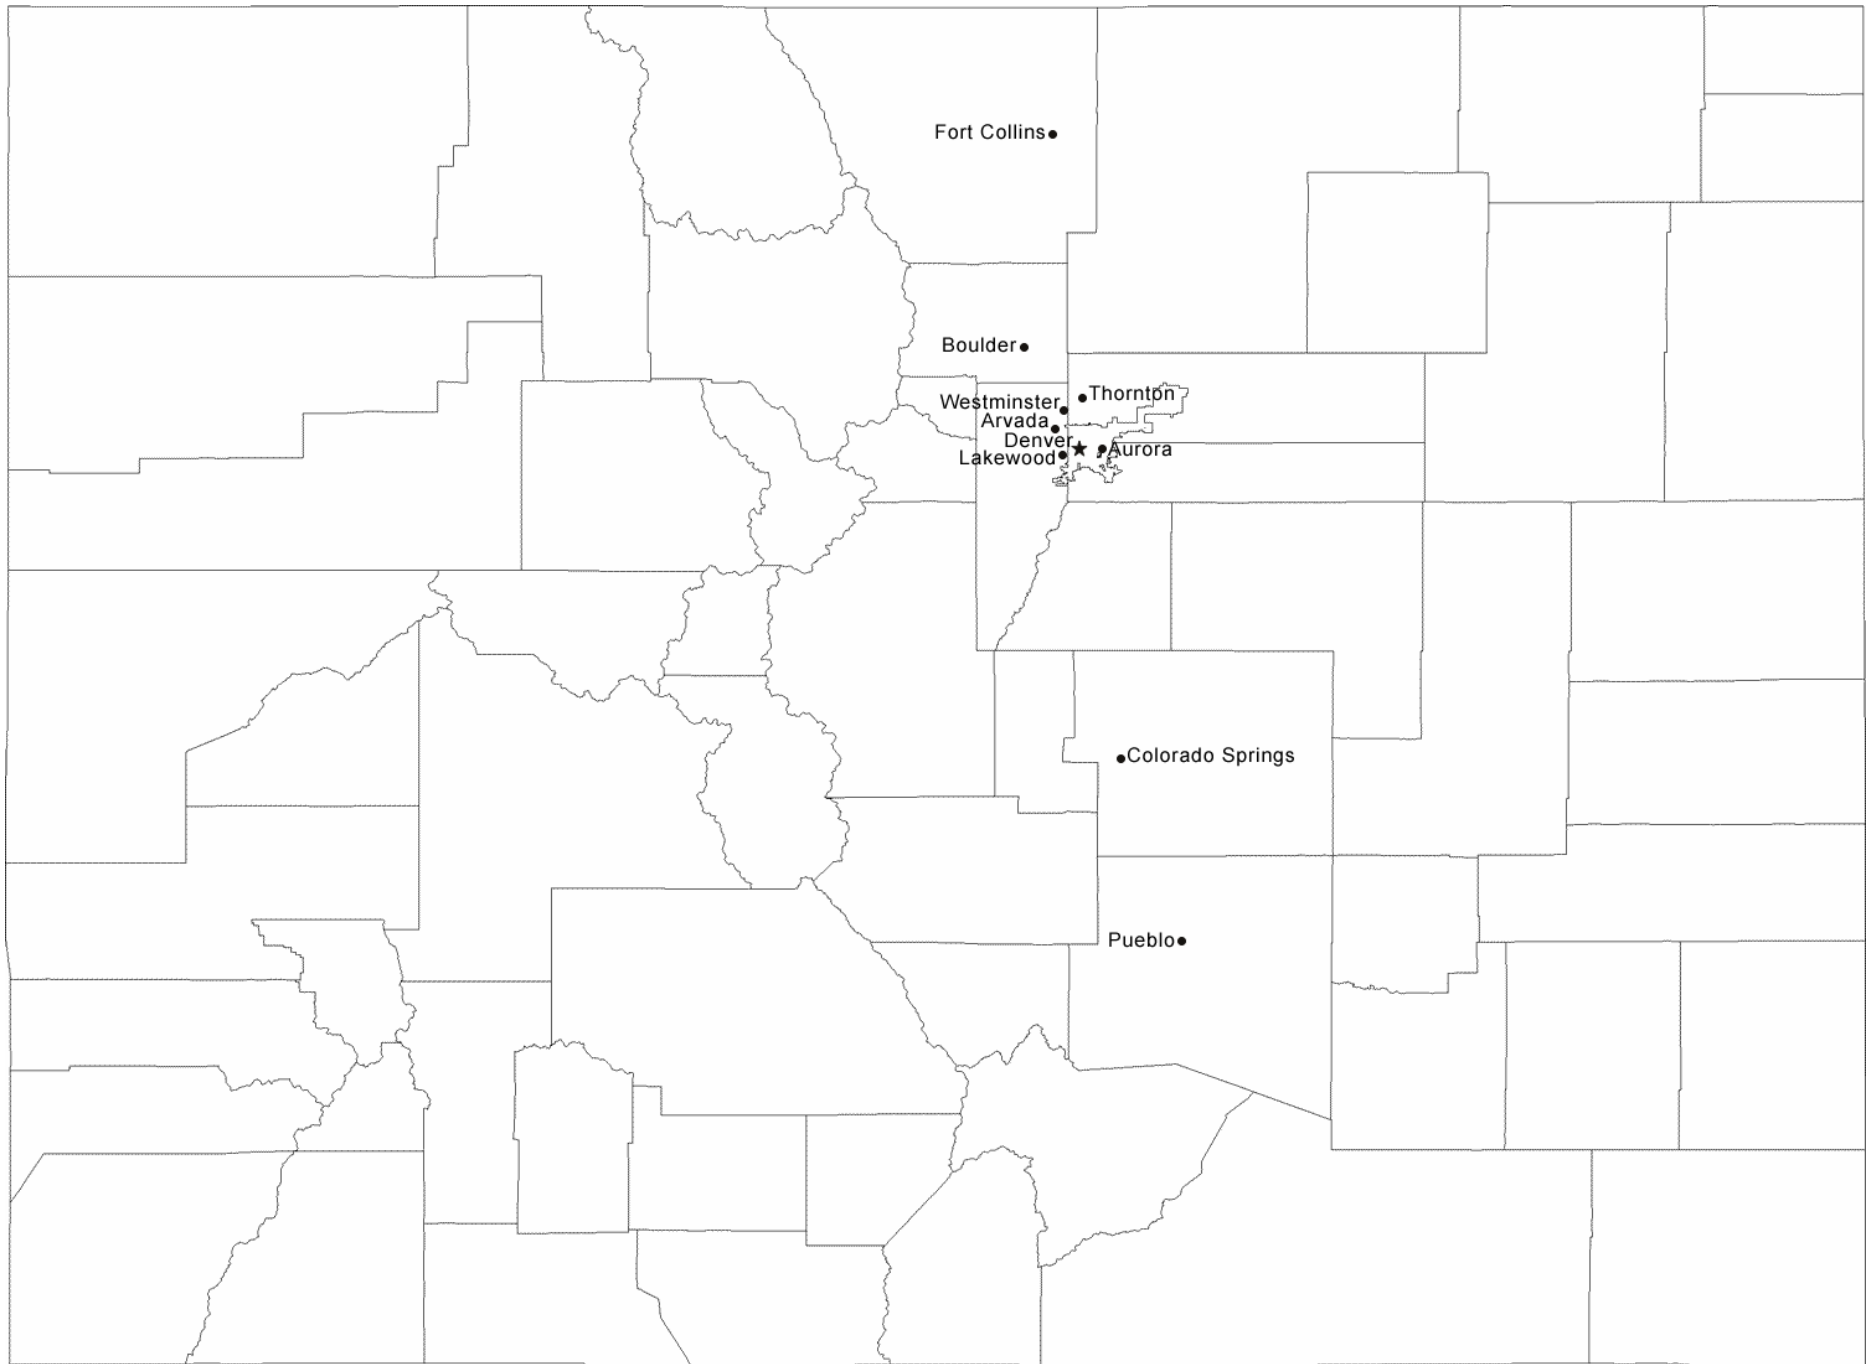 Fort Collins
Boulder
Thornton
Westminster
Arvada
Denver
Aurora
Lakewood
Colorado Springs
Pueblo